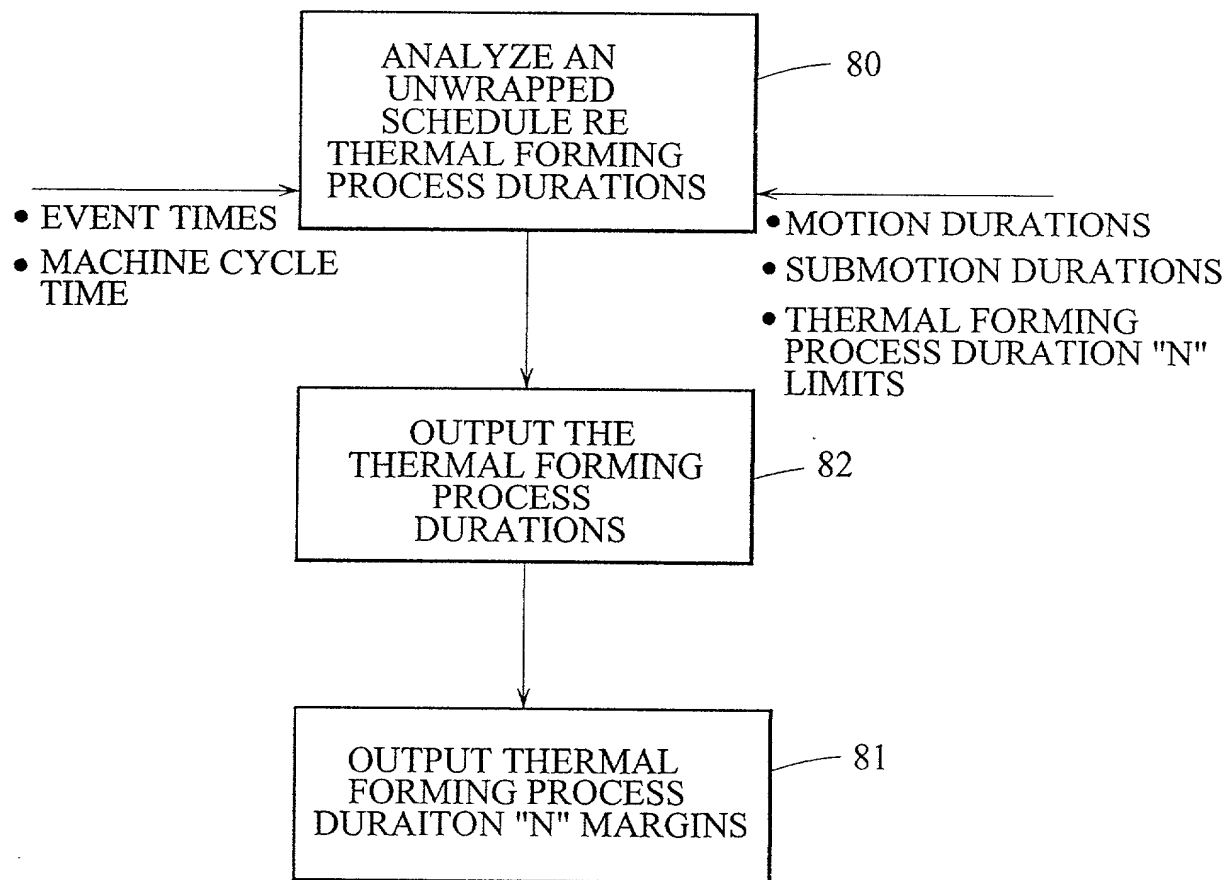 ANALYZE AN
UNWRAPPED
SCHEDULE RE
THERMAL FORMING
PROCESS DURATIONS
80
• EVENT TIMES
• MACHINE CYCLE
TIME
• MOTION DURATIONS
• SUBMOTION DURATIONS
• THERMAL FORMING
PROCESS DURATION "N"
LIMITS
OUTPUT THE
THERMAL FORMING
PROCESS
DURATIONS
82
OUTPUT THERMAL
FORMING PROCESS
DURAITON "N" MARGINS
81